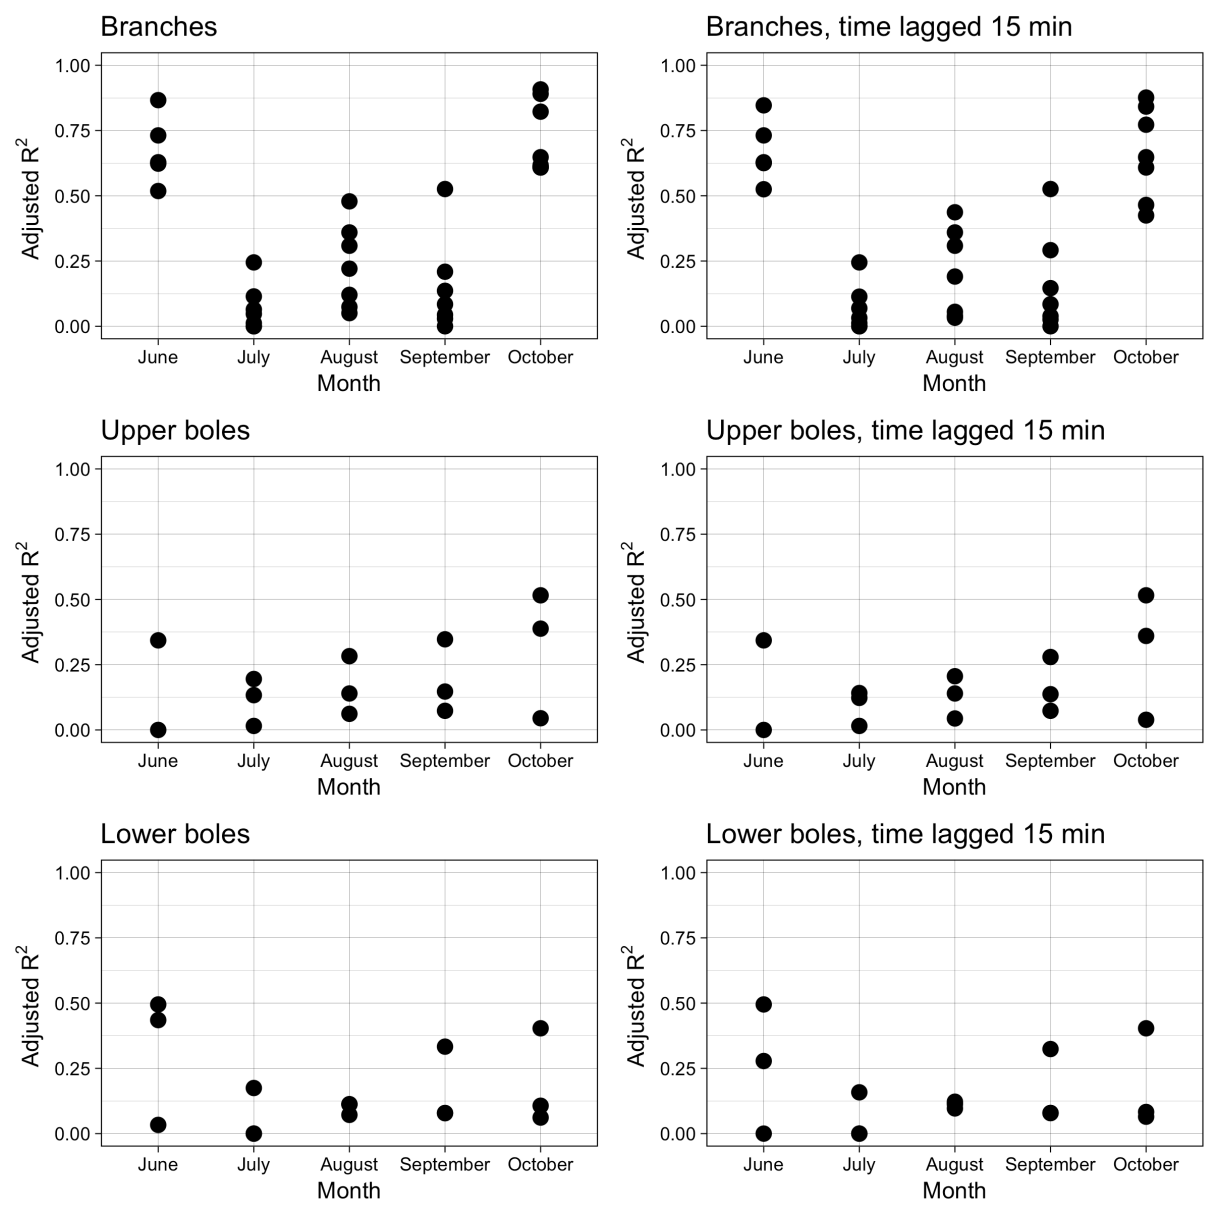 Branches
1.00
0.75
0.50
0.25
0.00
Adjusted R²
June July August September October
Month
Branches, time lagged 15 min
1.00
0.75
0.50
0.25
0.00
Adjusted R²
June July August September October
Month
Upper boles
1.00
0.75
0.50
0.25
0.00
Adjusted R²
June July August September October
Month
Upper boles, time lagged 15 min
1.00
0.75
0.50
0.25
0.00
Adjusted R²
June July August September October
Month
Lower boles
1.00
0.75
0.50
0.25
0.00
Adjusted R²
June July August September October
Month
Lower boles, time lagged 15 min
1.00
0.75
0.50
0.25
0.00
Adjusted R²
June July August September October
Month